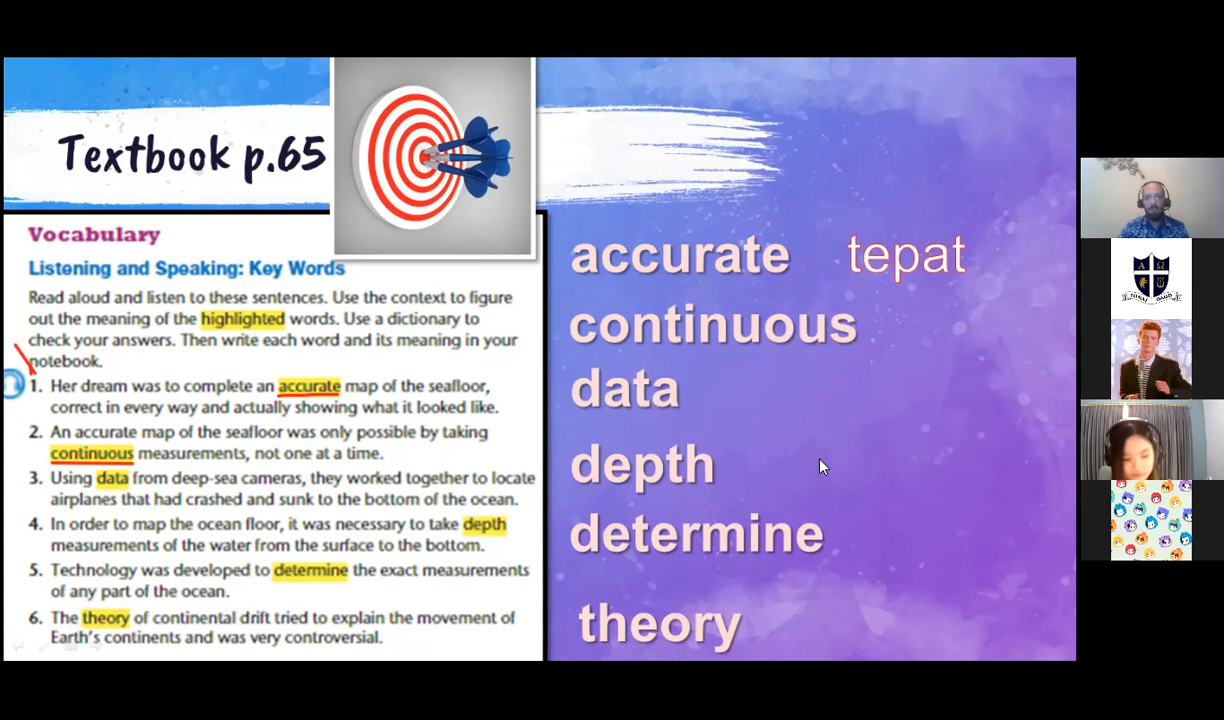 Textbook p.65
Vocabulary
Listening and Speaking: Key Words
Read aloud and listen to these sentences. Use the context to figure
out the meaning of the highlighted words. Use a dictionary to
check your answers. Then write each word and its meaning in your
notebook.
1. Her dream was to complete an accurate map of the seafloor,
correct in every way and actually showing what it looked like.
2. An accurate map of the seafloor was only possible by taking
continuous measurements, not one at a time.
3. Using data from deep-sea cameras, they worked together to locate
airplanes that had crashed and sunk to the bottom of the ocean.
4. In order to map the ocean floor, it was necessary to take depth
measurements of the water from the surface to the bottom.
5. Technology was developed to determine the exact measurements
of any part of the ocean.
6. The theory of continental drift tried to explain the movement of
Earth's continents and was very controversial.
accurate tepat
continuous
data
depth
determine
theory
Α Ω